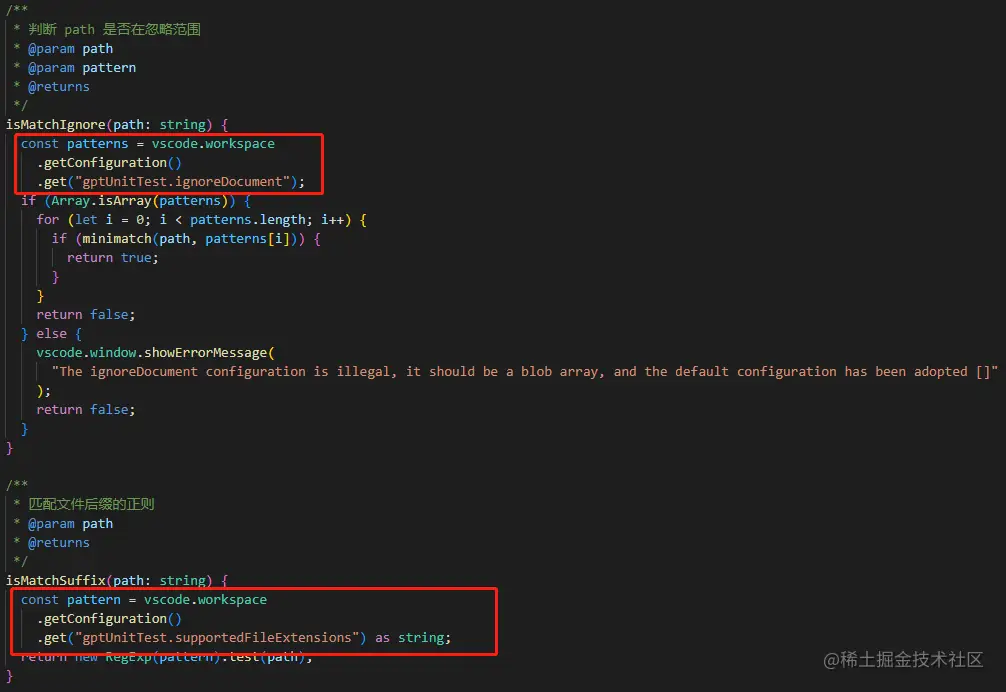 /**
 * 判断 path 是否在忽略范围
 * @param path
 * @param pattern
 * @returns
 */
isMatchIgnore(path: string) {
  const patterns = vscode.workspace
    .getConfiguration()
    .get("gptUnitTest.ignoreDocument");
  if (Array.isArray(patterns)) {
    for (let i = 0; i < patterns.length; i++) {
      if (minimatch(path, patterns[i])) {
        return true;
      }
    }
    return false;
  } else {
    vscode.window.showErrorMessage(
      "The ignoreDocument configuration is illegal, it should be a blob array, and the default configuration has been adopted []"
    );
    return false;
  }
}
/**
 * 匹配文件后缀的正则
 * @param path
 * @returns
 */
isMatchSuffix(path: string) {
  const pattern = vscode.workspace
    .getConfiguration()
    .get("gptUnitTest.supportedFileExtensions") as string;
  return new RegExp(pattern).test(path);
}
@稀土掘金技术社区